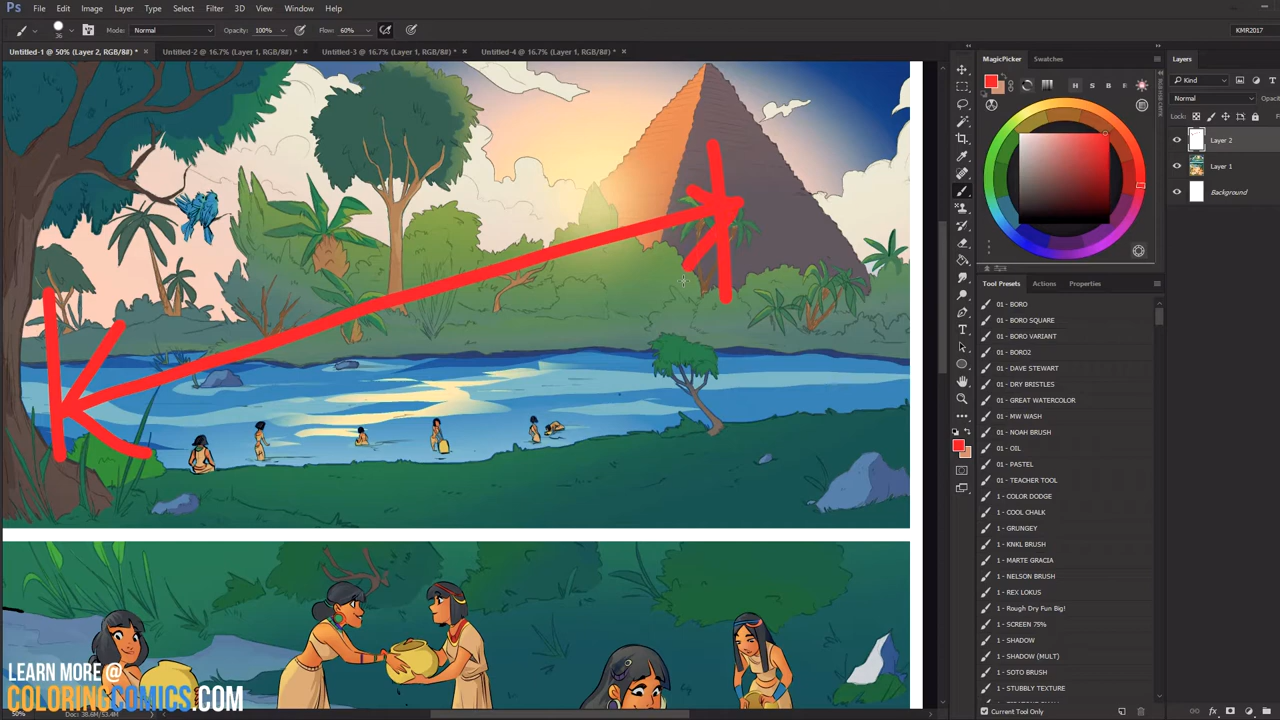 Ps File Edit Image Layer Type Select Filter 3D View Window Help
36 Mode: Normal Opacity: 100% Flow: 60% KMR2017
Untitled-1 @ 50% (Layer 2, RGB/8#) * × Untitled-2 @ 16.7% (Layer 1, RGB/8#) * × Untitled-3 @ 16.7% (Layer 1, RGB/8#) * × Untitled-4 @ 16.7% (Layer 1, RGB/8#) * ×
MagicPicker Swatches
H S B E
Layers
Kind
Normal
Lock:
Layer 2
Layer 1
Background
Tool Presets Actions Properties
01 - BORO
01 - BORO SQUARE
01 - BORO VARIANT
01 - BORO2
01 - DAVE STEWART
01 - DRY BRISTLES
01 - GREAT WATERCOLOR
01 - MW WASH
01 - NOAH BRUSH
01 - OIL
01 - PASTEL
01 - TEACHER TOOL
1 - COLOR DODGE
1 - COOL CHALK
1 - GRUNGEY
1 - KNKL BRUSH
1 - MARTE GRACIA
1 - NELSON BRUSH
1 - REX LOKUS
1 - Rough Dry Fun Big!
1 - SCREEN 75%
1 - SHADOW
1 - SHADOW (MULT)
1 - SOTO BRUSH
1 - STUBBLY TEXTURE
Current Tool Only
LEARN MORE @
COLORINGCOMICS.COM
50% Doc: 38.6M/53.4M